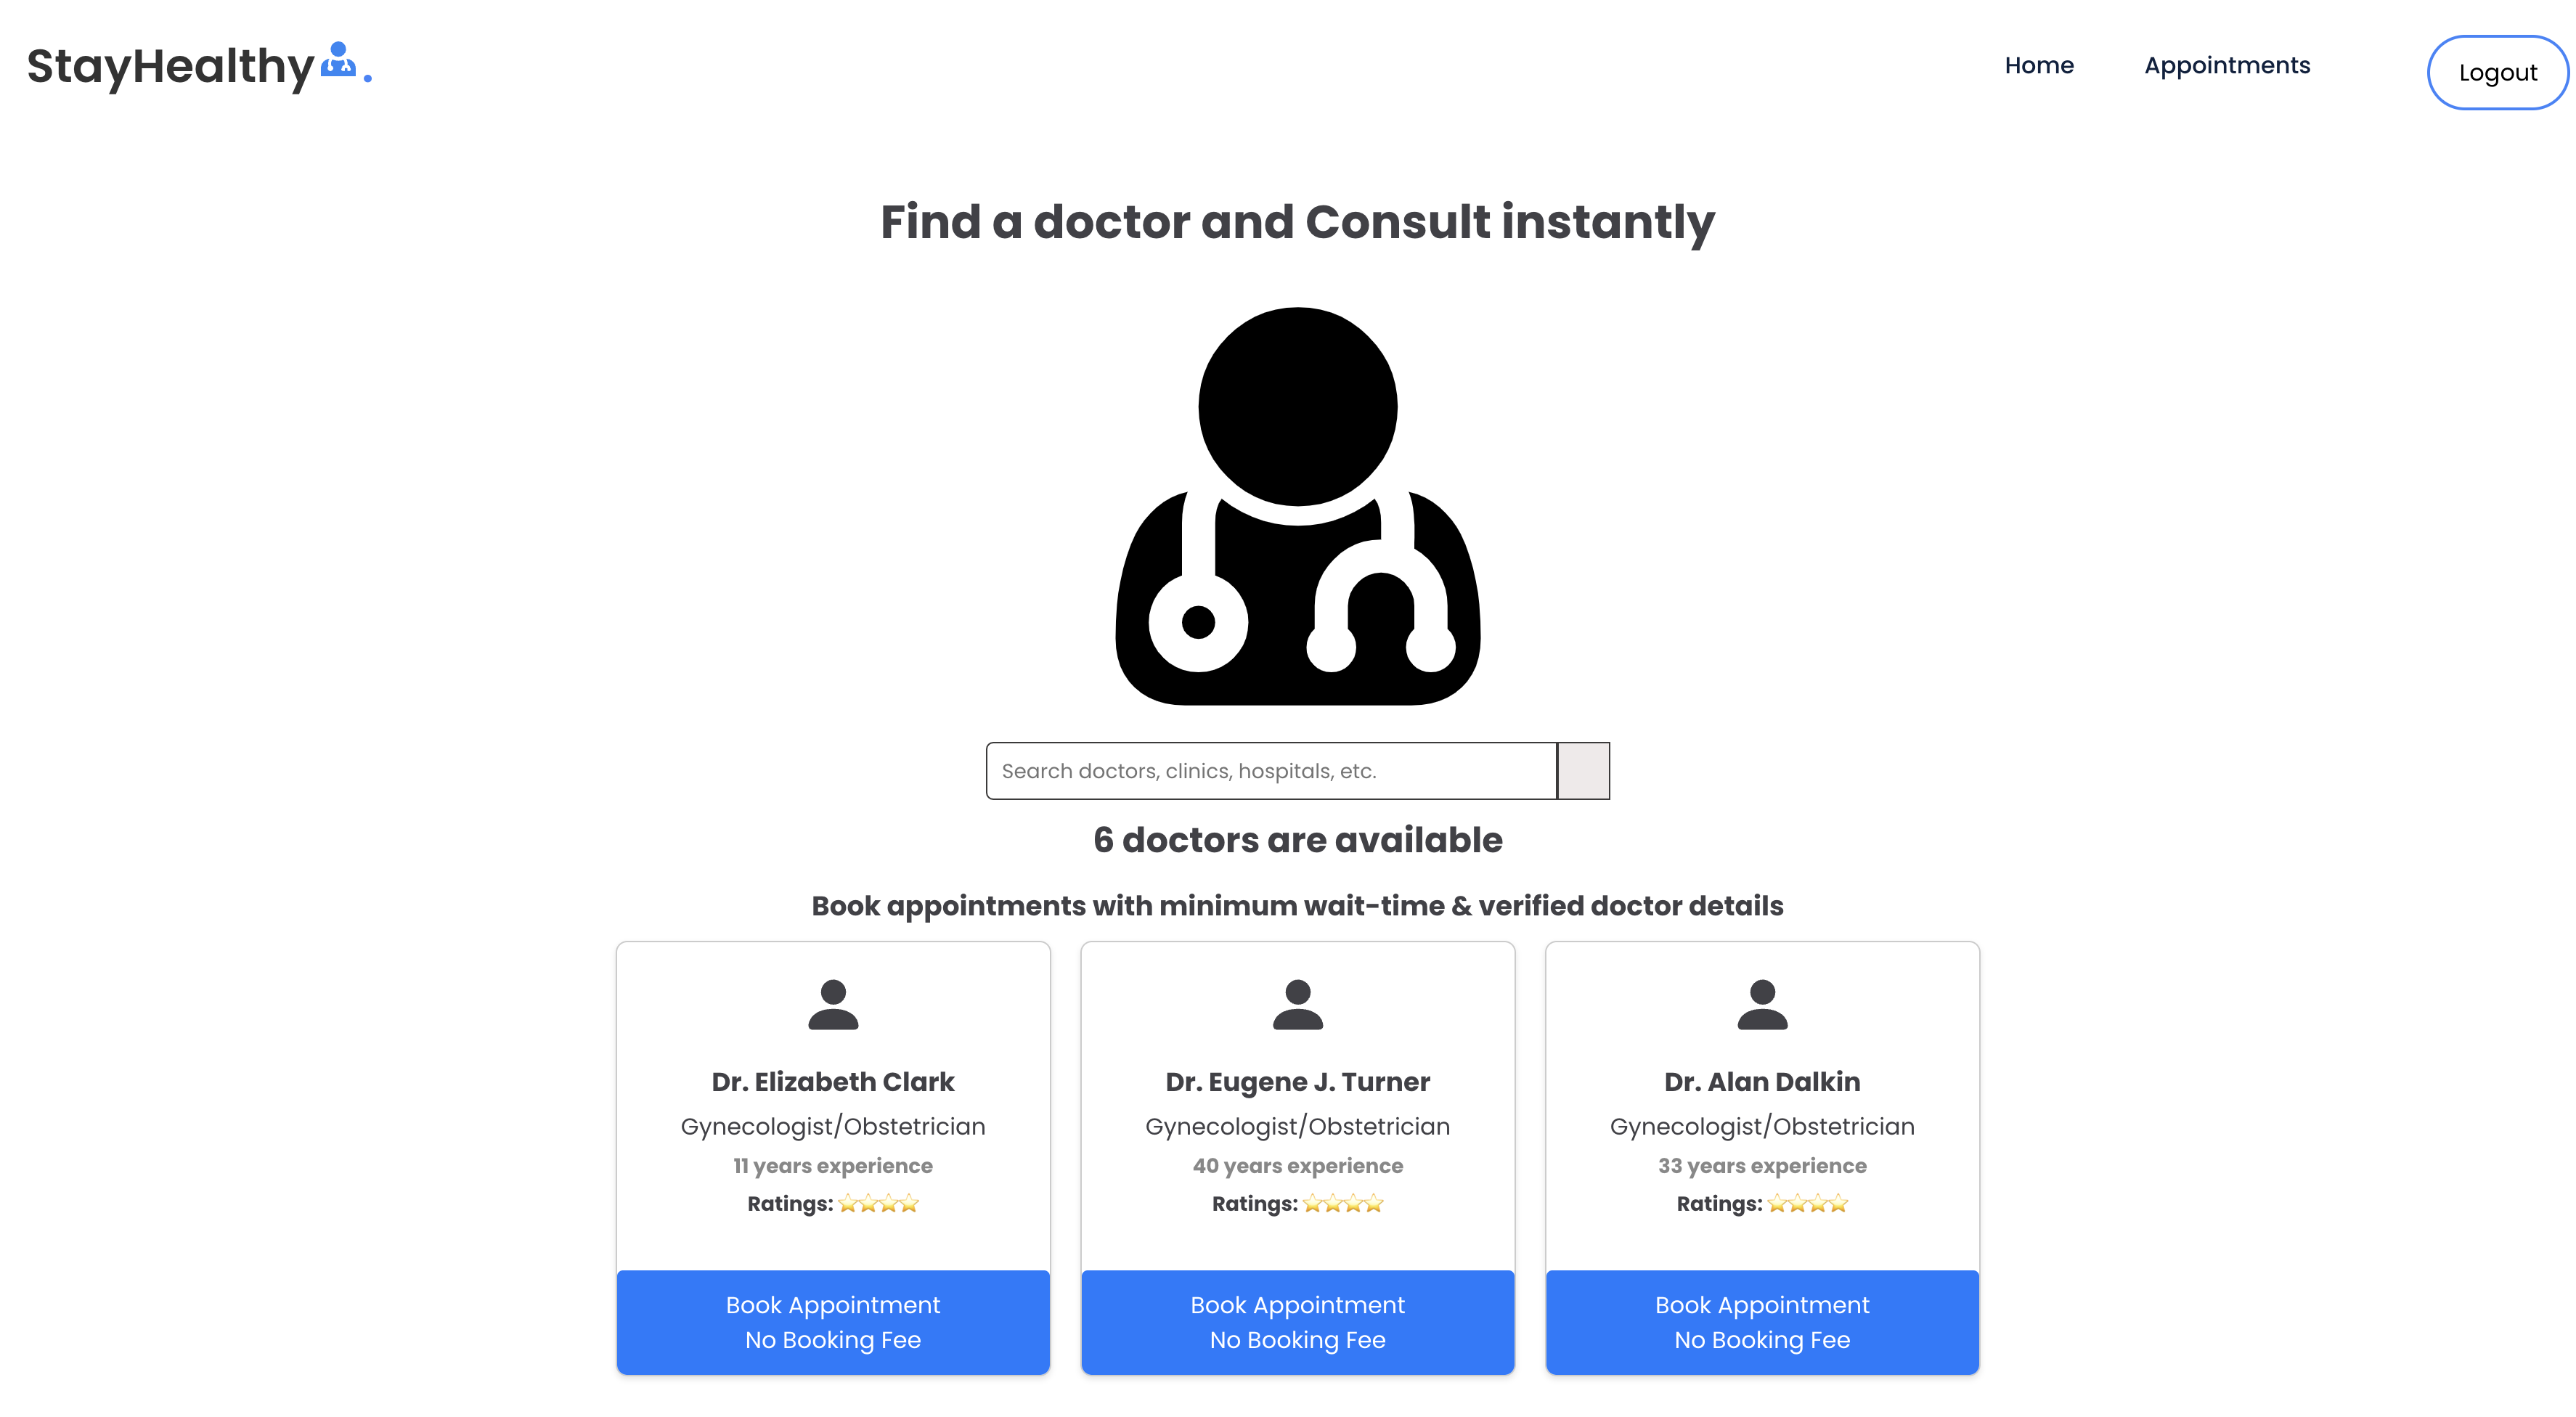 StayHealthy.
Home
Appointments
Logout
Find a doctor and Consult instantly
Search doctors, clinics, hospitals, etc.
6 doctors are available
Book appointments with minimum wait-time & verified doctor details
Dr. Elizabeth Clark
Gynecologist/Obstetrician
11 years experience
Ratings: ⭐⭐⭐⭐
Book Appointment
No Booking Fee
Dr. Eugene J. Turner
Gynecologist/Obstetrician
40 years experience
Ratings: ⭐⭐⭐⭐
Book Appointment
No Booking Fee
Dr. Alan Dalkin
Gynecologist/Obstetrician
33 years experience
Ratings: ⭐⭐⭐⭐
Book Appointment
No Booking Fee